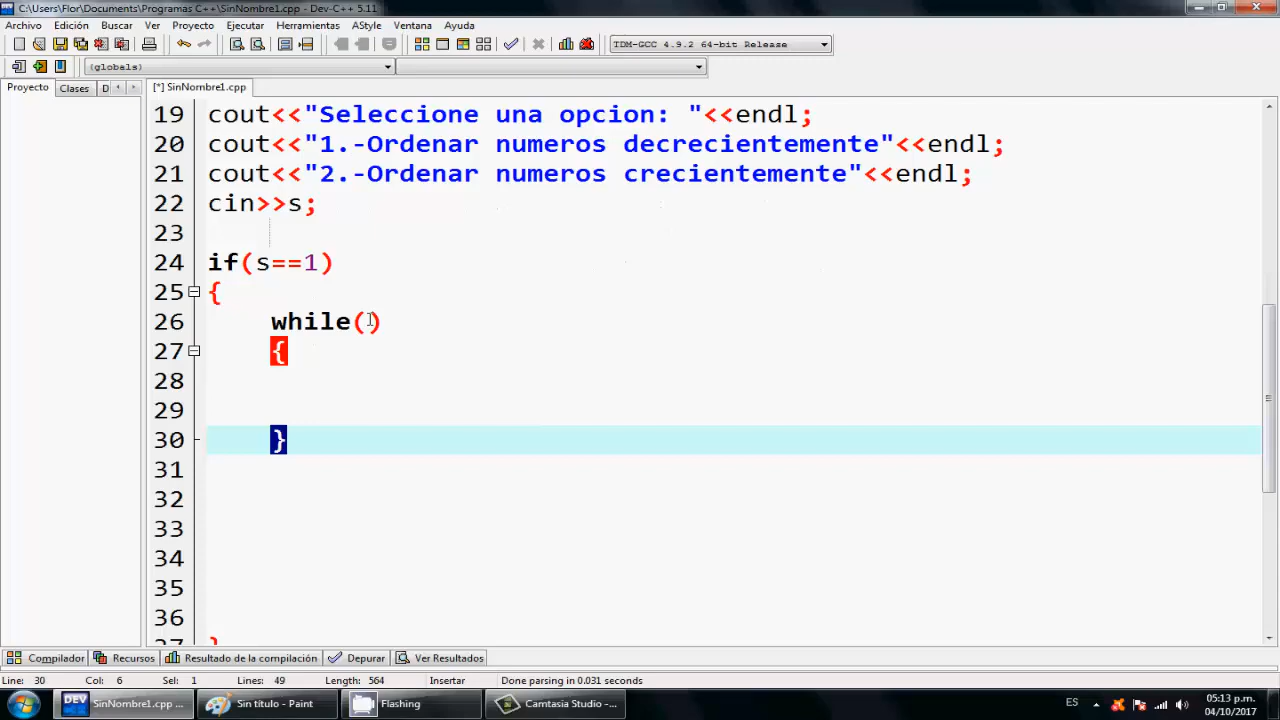 C:\Users\Flor\Documents\Programas C++\SinNombre1.cpp - Dev-C++ 5.11
Archivo Edición Buscar Ver Proyecto Ejecutar Herramientas AStyle Ventana Ayuda
TDM-GCC 4.9.2 64-bit Release
(globals)
Proyecto Clases D [*] SinNombre1.cpp
19 cout<<"Seleccione una opcion: "<<endl;
20 cout<<"1.-Ordenar numeros decrecientemente"<<endl;
21 cout<<"2.-Ordenar numeros crecientemente"<<endl;
22 cin>>s;
23
24 if(s==1)
25 {
26 while()
27 {
28
29
30 }
31
32
33
34
35
36
37 }
Compilador Recursos Resultado de la compilación Depurar Ver Resultados
Line: 30 Col: 6 Sel: 1 Lines: 49 Length: 564 Insertar Done parsing in 0.031 seconds
DEV SinNombre1.cpp ... Sin título - Paint Flashing Camtasia Studio -... ES 05:13 p.m.
04/10/2017